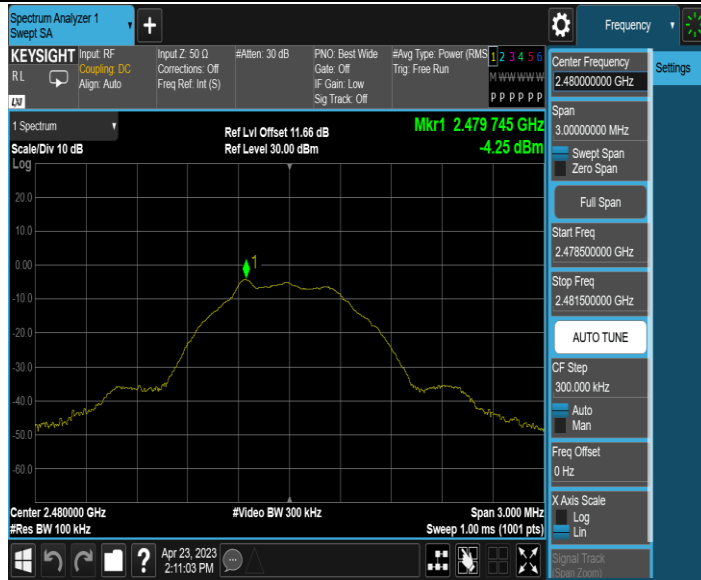 Spectrum Analyzer 1
Swept SA
+
Frequency
KEYSIGHT
RL
LXI
Input: RF
Coupling: DC
Align: Auto
Input Z: 50 Ω
Corrections: Off
Freq Ref: Int (S)
#Atten: 30 dB
PNO: Best Wide
Gate: Off
IF Gain: Low
Sig Track: Off
#Avg Type: Power (RMS
Trig: Free Run
1 2 3 4 5 6
M W W W W W
P P P P P P
1 Spectrum
Scale/Div 10 dB
Log
Ref Lvl Offset 11.66 dB
Ref Level 30.00 dBm
Mkr1 2.479 745 GHz
-4.25 dBm
20.0
10.0
0.00
-10.0
-20.0
-30.0
-40.0
-50.0
-60.0
1
Center 2.480000 GHz
#Res BW 100 kHz
#Video BW 300 kHz
Span 3.000 MHz
Sweep 1.00 ms (1001 pts)
?
Apr 23, 2023
2:11:03 PM
Center Frequency
2.480000000 GHz
Span
3.00000000 MHz
Swept Span
Zero Span
Full Span
Start Freq
2.478500000 GHz
Stop Freq
2.481500000 GHz
AUTO TUNE
CF Step
300.000 kHz
Auto
Man
Freq Offset
0 Hz
X Axis Scale
Log
Lin
Signal Track
(Span Zoom)
Settings